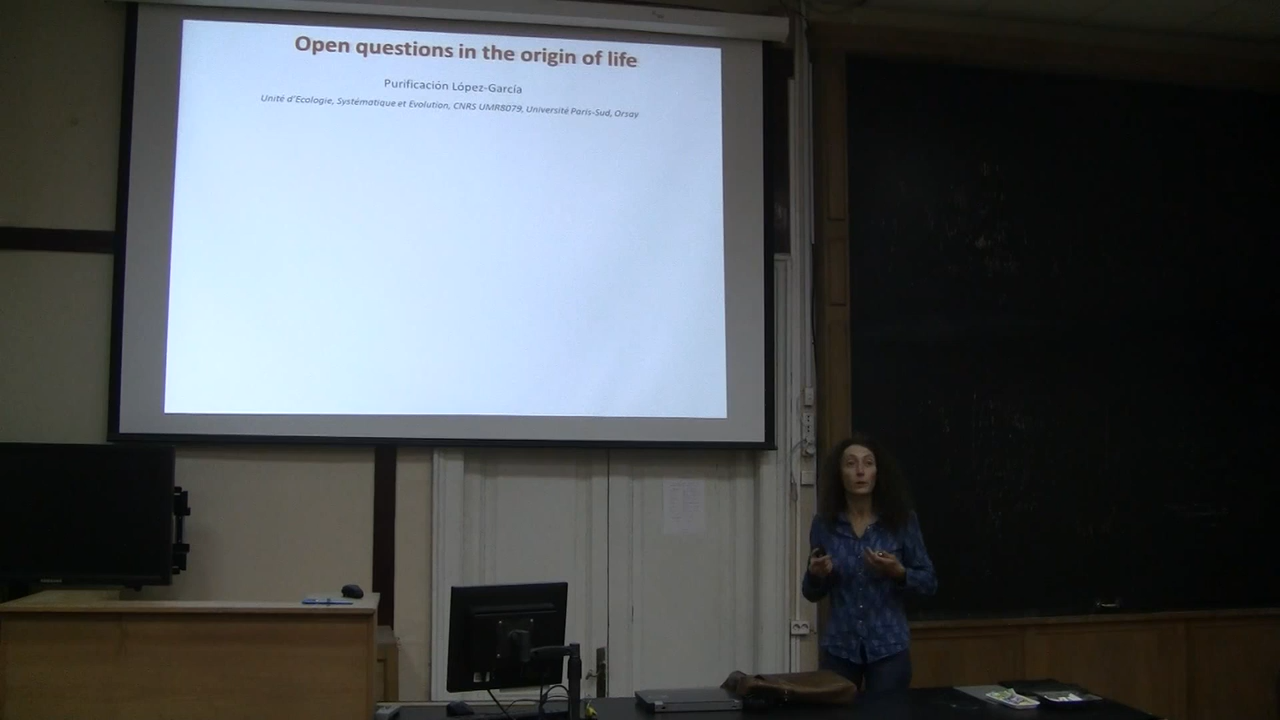 Open questions in the origin of life
Purificación López-García
Unité d'Ecologie, Systématique et Evolution, CNRS UMR8079, Université Paris-Sud, Orsay
SAMSUNG